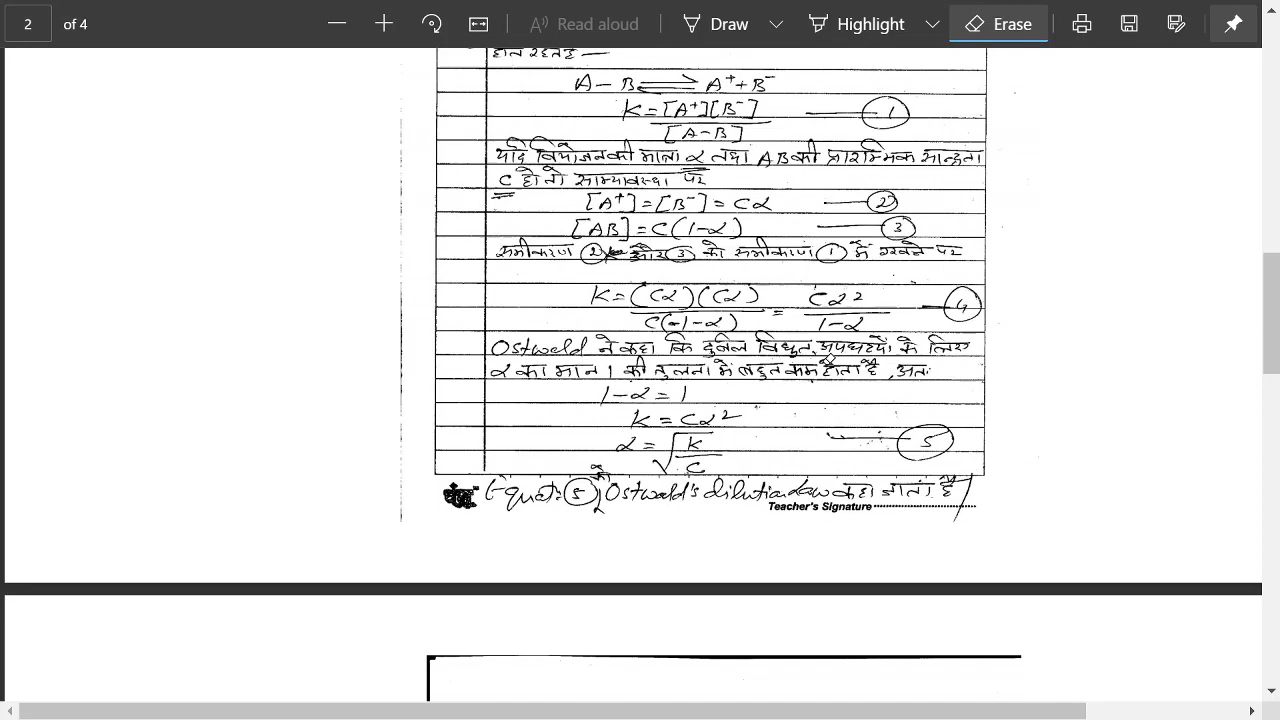 2 of 4 Read aloud Draw Highlight Erase
A-B ⇌ A⁺ + B⁻
K = [A⁺][B⁻] / [A-B] — ①
यदि वियोजन की मात्रा α तथा AB की प्रारम्भिक सान्द्रता
C हो तो साम्यावस्था पर
[A⁺] = [B⁻] = Cα — ②
[AB] = C(1-α) — ③
समीकरण ② और ③ को समीकरण ① में रखने पर
K = (Cα)(Cα) / C(1-α) = Cα² / 1-α — ④
Ostwald ने कहा कि दुर्बल विद्युत अपघट्यों के लिए
α का मान 1 की तुलना में बहुत कम होता है, अतः
1-α = 1
K = Cα²
α = √K/C — ⑤
Equat: ⑤ को Ostwald's dilution law कहा जाता है।
Teacher's Signature